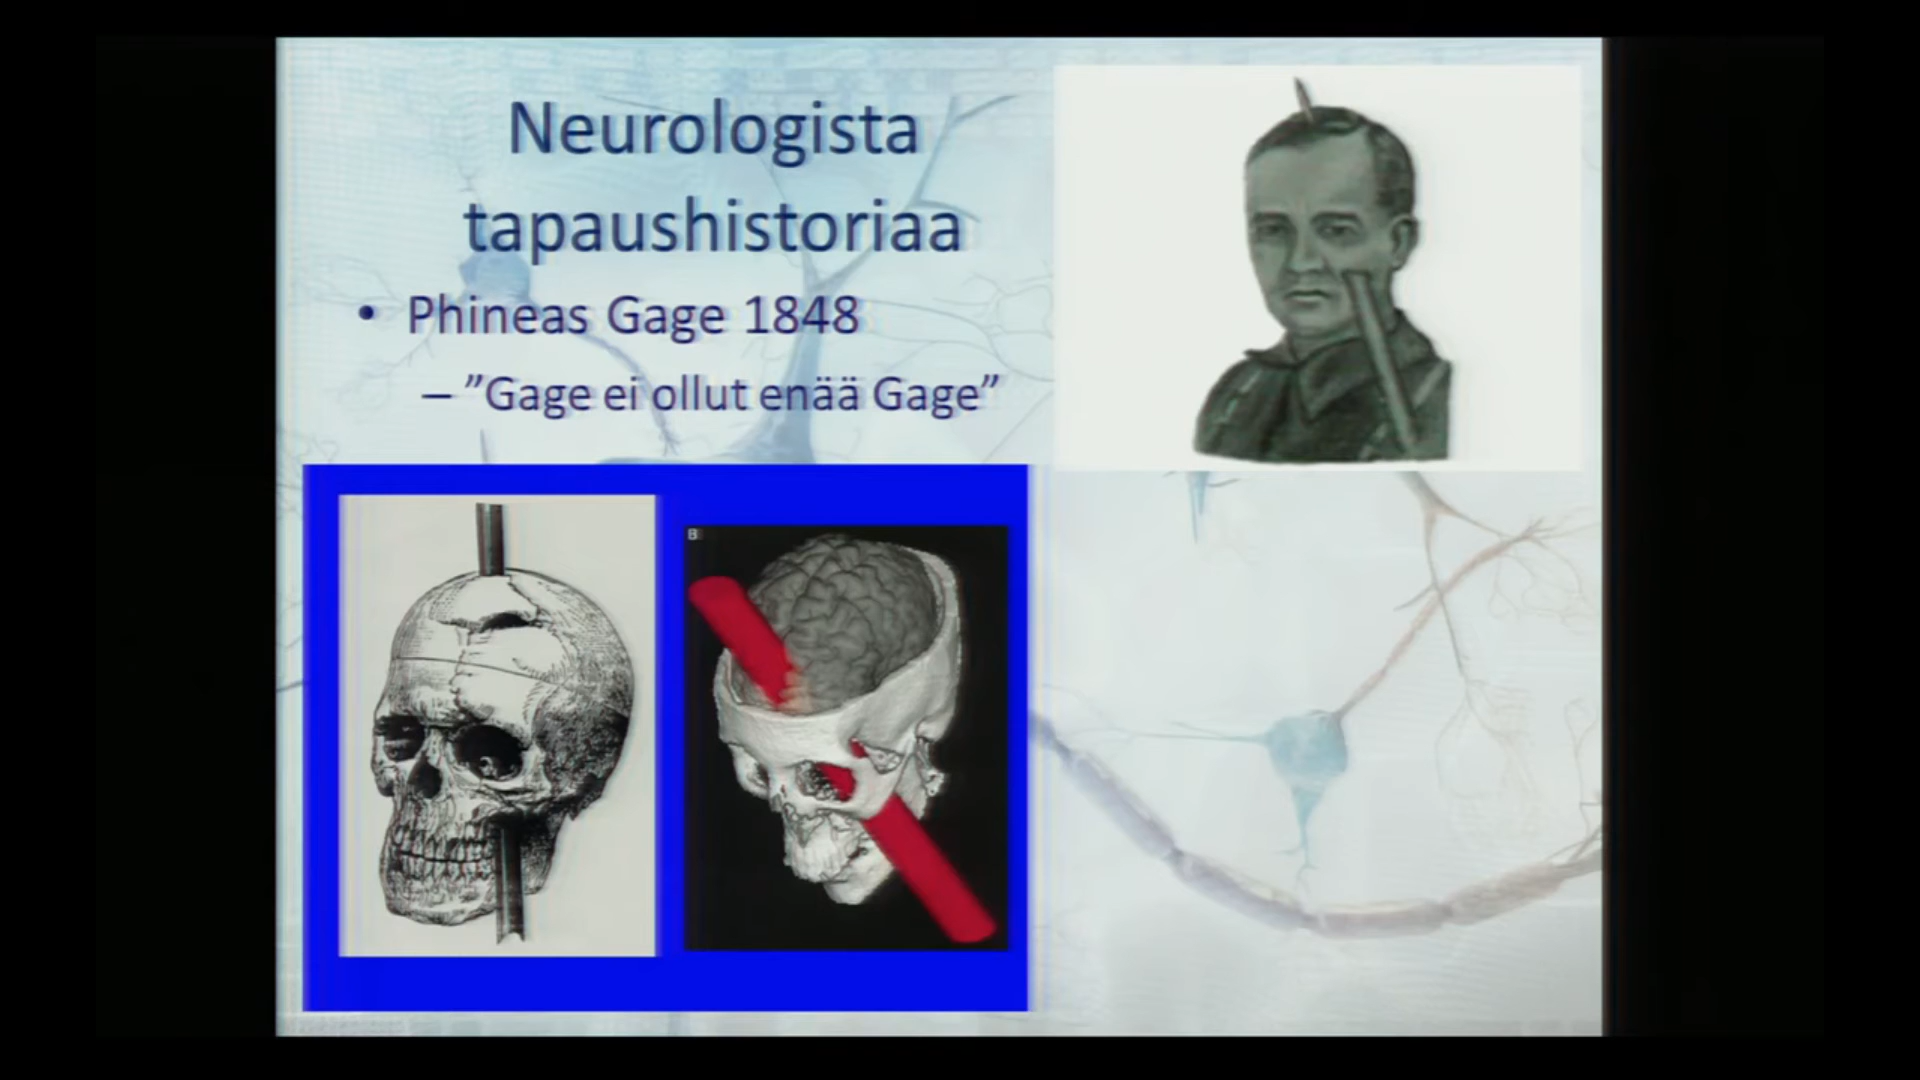 Neurologista
tapaushistoriaa
• Phineas Gage 1848
– ”Gage ei ollut enää Gage”
B